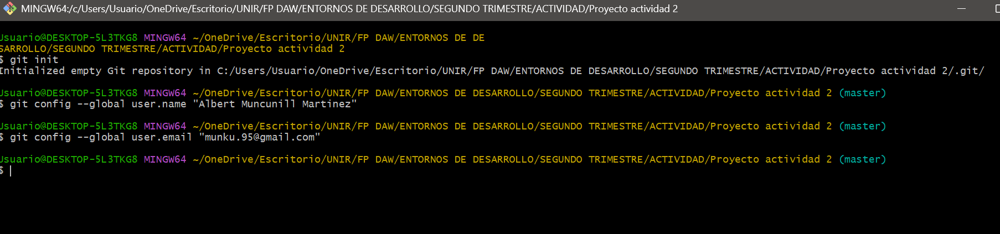 MINGW64:/c/Users/Usuario/OneDrive/Escritorio/UNIR/FP DAW/ENTORNOS DE DESARROLLO/SEGUNDO TRIMESTRE/ACTIVIDAD/Proyecto actividad 2
Usuario@DESKTOP-5L3TKG8 MINGW64 ~/OneDrive/Escritorio/UNIR/FP DAW/ENTORNOS DE DE
SARROLLO/SEGUNDO TRIMESTRE/ACTIVIDAD/Proyecto actividad 2
$ git init
Initialized empty Git repository in C:/Users/Usuario/OneDrive/Escritorio/UNIR/FP DAW/ENTORNOS DE DESARROLLO/SEGUNDO TRIMESTRE/ACTIVIDAD/Proyecto actividad 2/.git/
Usuario@DESKTOP-5L3TKG8 MINGW64 ~/OneDrive/Escritorio/UNIR/FP DAW/ENTORNOS DE DESARROLLO/SEGUNDO TRIMESTRE/ACTIVIDAD/Proyecto actividad 2 (master)
$ git config --global user.name "Albert Muncunill Martinez"
Usuario@DESKTOP-5L3TKG8 MINGW64 ~/OneDrive/Escritorio/UNIR/FP DAW/ENTORNOS DE DESARROLLO/SEGUNDO TRIMESTRE/ACTIVIDAD/Proyecto actividad 2 (master)
$ git config --global user.email "munku.95@gmail.com"
Usuario@DESKTOP-5L3TKG8 MINGW64 ~/OneDrive/Escritorio/UNIR/FP DAW/ENTORNOS DE DESARROLLO/SEGUNDO TRIMESTRE/ACTIVIDAD/Proyecto actividad 2 (master)
$